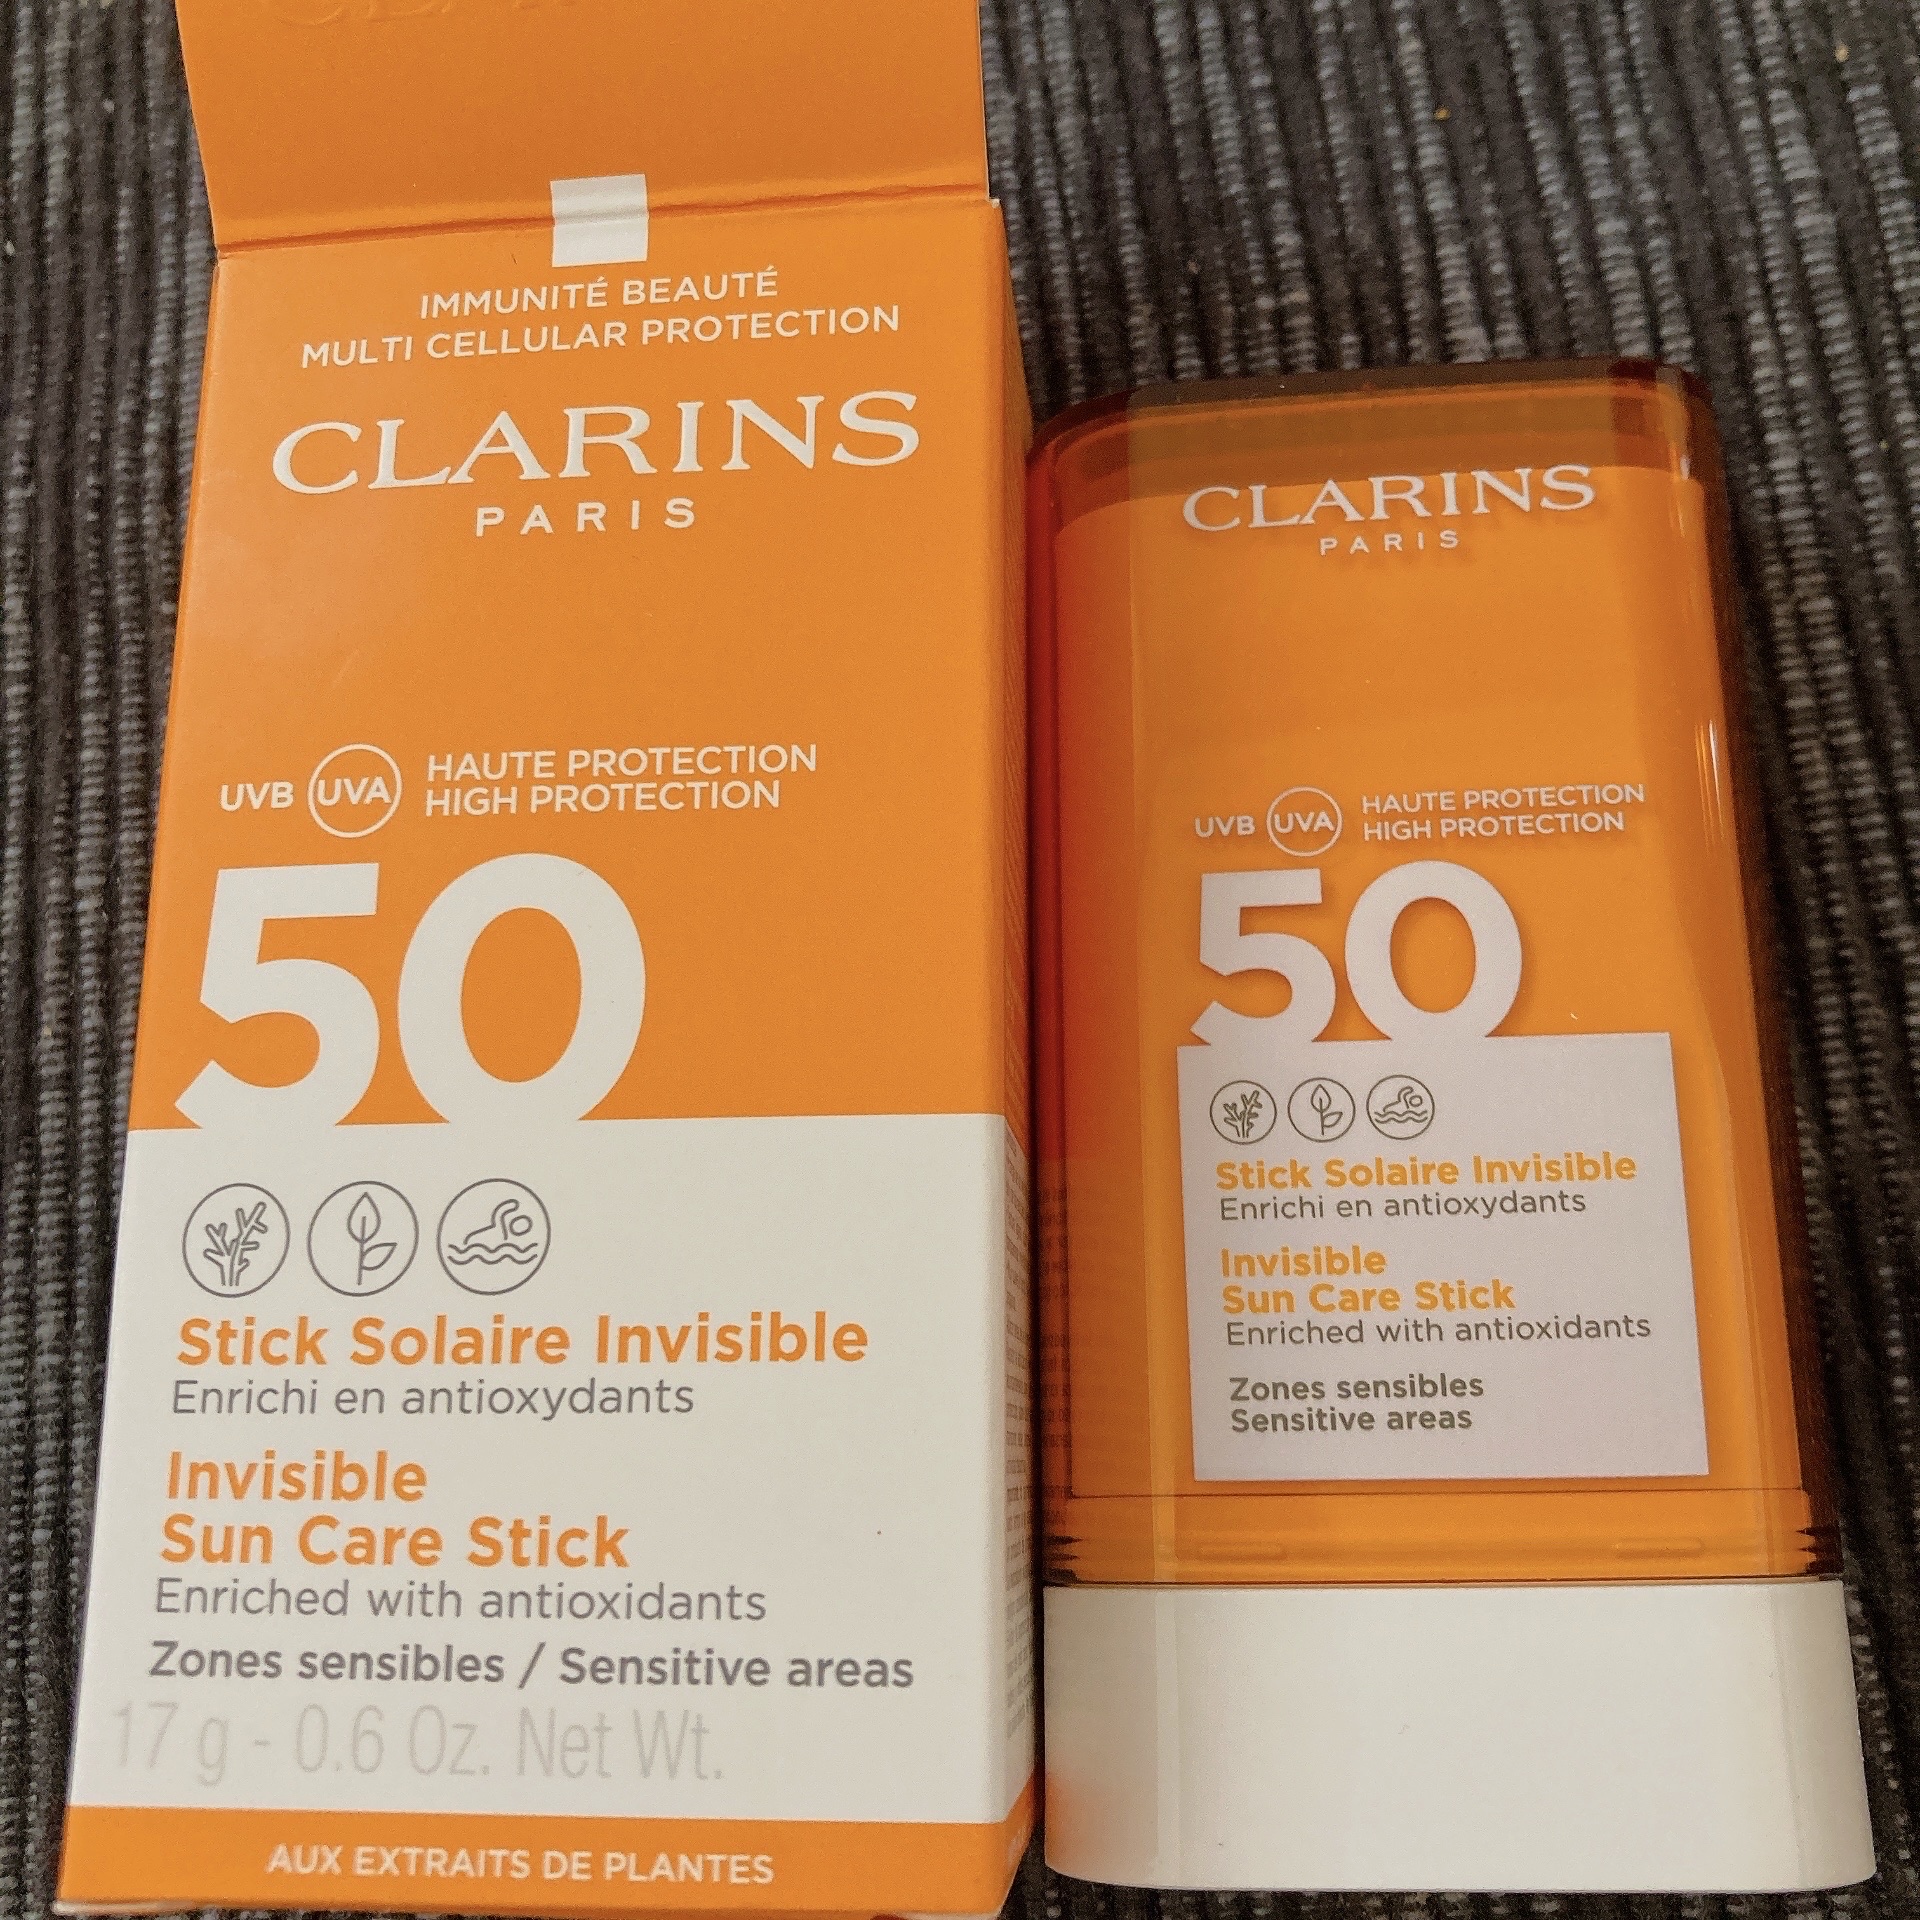 IMMUNITÉ BEAUTÉ
MULTI CELLULAR PROTECTION
CLARINS
PARIS
UVB UVA HAUTE PROTECTION
HIGH PROTECTION
50
Stick Solaire Invisible
Enrichi en antioxydants
Invisible
Sun Care Stick
Enriched with antioxidants
Zones sensibles / Sensitive areas
17 g - 0.6 Oz. Net Wt.
AUX EXTRAITS DE PLANTES
CLARINS
PARIS
UVB UVA HAUTE PROTECTION
HIGH PROTECTION
50
Stick Solaire Invisible
Enrichi en antioxydants
Invisible
Sun Care Stick
Enriched with antioxidants
Zones sensibles
Sensitive areas